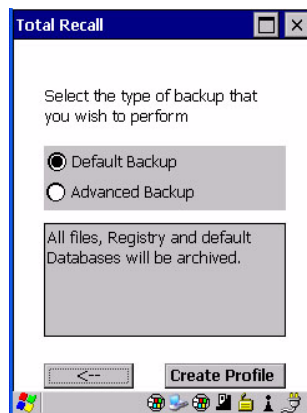 Total Recall
Select the type of backup that
you wish to perform
Default Backup
Advanced Backup
All files, Registry and default
Databases will be archived.
<--
Create Profile